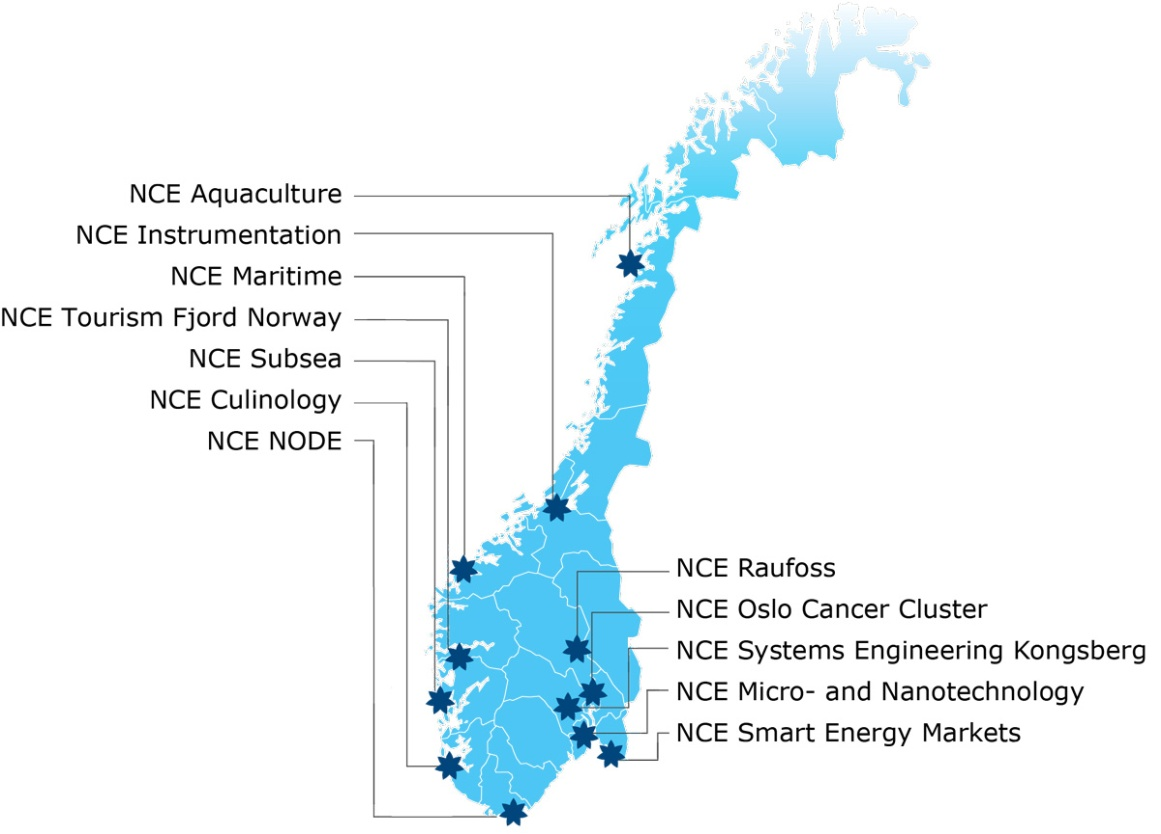 NCE Aquaculture
NCE Instrumentation
NCE Maritime
NCE Tourism Fjord Norway
NCE Subsea
NCE Culinology
NCE NODE
NCE Raufoss
NCE Oslo Cancer Cluster
NCE Systems Engineering Kongsberg
NCE Micro- and Nanotechnology
NCE Smart Energy Markets